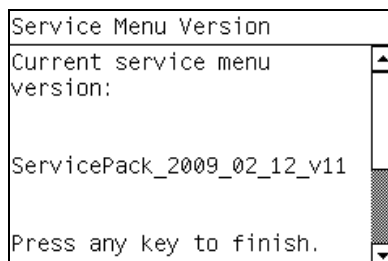 Service Menu Version
Current service menu
version:
ServicePack_2009_02_12_v11
Press any key to finish.